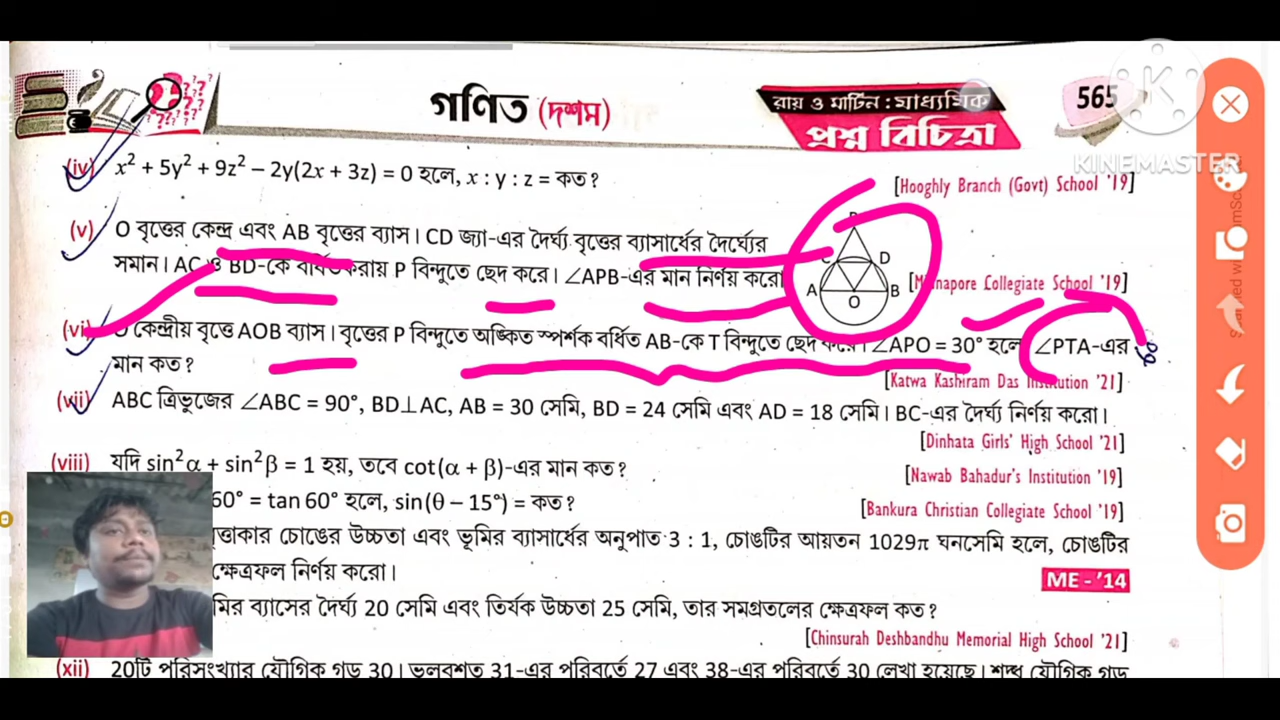 গণিত (দশম)
রায় ও মার্টিন : মাধ্যমিক
প্রশ্ন বিচিত্রা
565
KINEMASTER
(iv) x² + 5y² + 9z² – 2y(2x + 3z) = 0 হলে, x : y : z = কত?
[Hooghly Branch (Govt) School '19]
(v) O বৃত্তের কেন্দ্র এবং AB বৃত্তের ব্যাস। CD জ্যা-এর দৈর্ঘ্য বৃত্তের ব্যাসার্ধের দৈর্ঘ্যের
সমান। AC ও BD-কে বর্ধিত করায় P বিন্দুতে ছেদ করে। ∠APB-এর মান নির্ণয় করো
Collegiate School '19]
C D
A O B
(vi) কেন্দ্রীয় বৃত্তে AOB ব্যাস। বৃত্তের P বিন্দুতে অঙ্কিত স্পর্শক বর্ধিত AB-কে T বিন্দুতে ছেদ করে। ∠APO = 30° হলে ∠PTA-এর
মান কত?
[Katwa Kashiram Das Institution '21]
(vii) ABC ত্রিভুজের ∠ABC = 90°, BD⊥AC, AB = 30 সেমি, BD = 24 সেমি এবং AD = 18 সেমি। BC-এর দৈর্ঘ্য নির্ণয় করো।
[Dinhata Girls' High School '21]
(viii) যদি sin²α + sin²β = 1 হয়, তবে cot(α + β)-এর মান কত?
[Nawab Bahadur's Institution '19]
60° = tan 60° হলে, sin(θ – 15°) = কত?
[Bankura Christian Collegiate School '19]
বৃত্তাকার চোঙের উচ্চতা এবং ভূমির ব্যাসার্ধের অনুপাত 3 : 1, চোঙটির আয়তন 1029π ঘনসেমি হলে, চোঙটির
ক্ষেত্রফল নির্ণয় করো।
ME - '14
মির ব্যাসের দৈর্ঘ্য 20 সেমি এবং তির্যক উচ্চতা 25 সেমি, তার সমগ্রতলের ক্ষেত্রফল কত?
[Chinsurah Deshbandhu Memorial High School '21]
(xii) 20টি পরিসংখ্যার যৌগিক গড় 30। ভুলবশত 31-এর পরিবর্তে 27 এবং 38-এর পরিবর্তে 30 লেখা হয়েছে। শুদ্ধ যৌগিক গড়